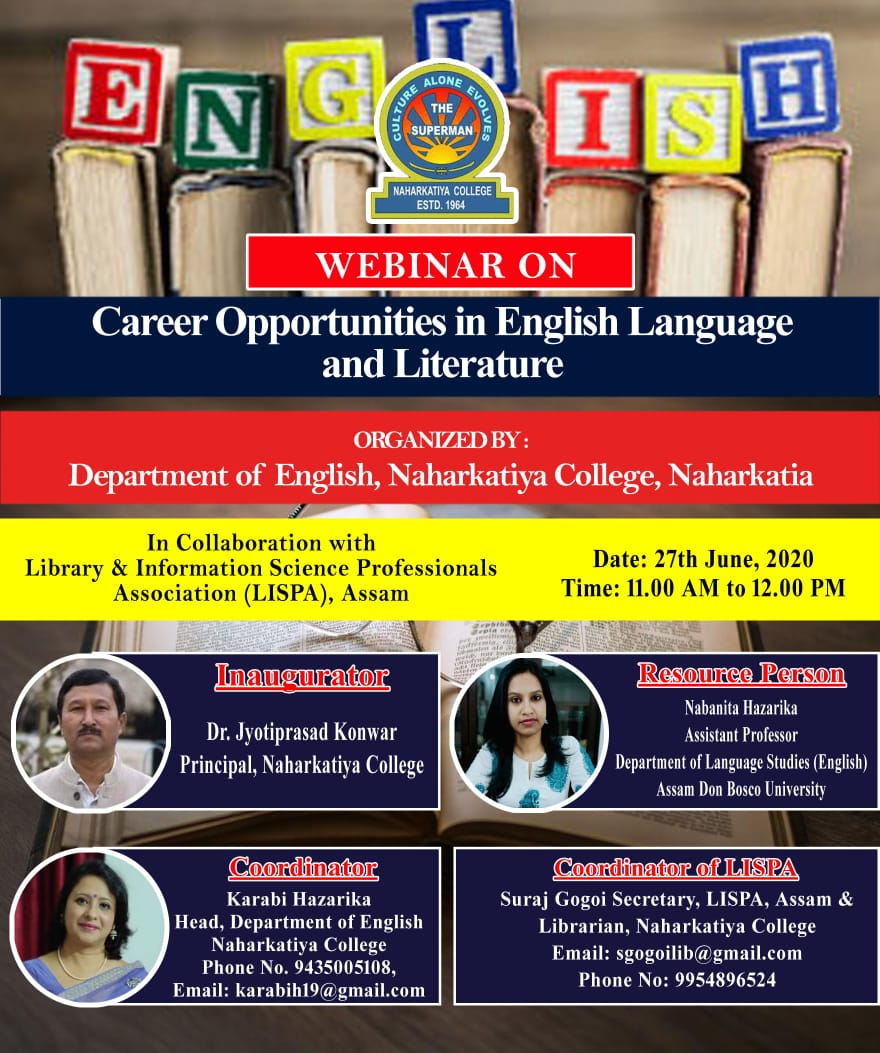 ENGLISH
CULTURE ALONE EVOLVES
THE
SUPERMAN
NAHARKATIYA COLLEGE
ESTD. 1964
WEBINAR ON
Career Opportunities in English Language
and Literature
ORGANIZED BY :
Department of English, Naharkatiya College, Naharkatia
In Collaboration with
Library & Information Science Professionals
Association (LISPA), Assam
Date: 27th June, 2020
Time: 11.00 AM to 12.00 PM
Inaugurator
Dr. Jyotiprasad Konwar
Principal, Naharkatiya College
Resource Person
Nabanita Hazarika
Assistant Professor
Department of Language Studies (English)
Assam Don Bosco University
Coordinator
Karabi Hazarika
Head, Department of English
Naharkatiya College
Phone No. 9435005108,
Email: karabih19@gmail.com
Coordinator of LISPA
Suraj Gogoi Secretary, LISPA, Assam &
Librarian, Naharkatiya College
Email: sgogoilib@gmail.com
Phone No: 9954896524